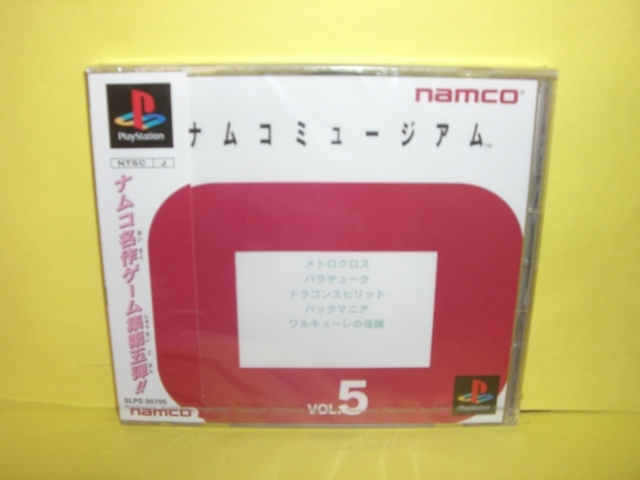 namco
PlayStation
ナムコミュージアム™
NTSC J
ナムコ名作ゲーム集第五弾!!
メトロクロス
バラデューク
ドラゴンスピリット
パックマニア
ワルキューレの伝説
VOL.5
SLPS 00705
namco
PlayStation